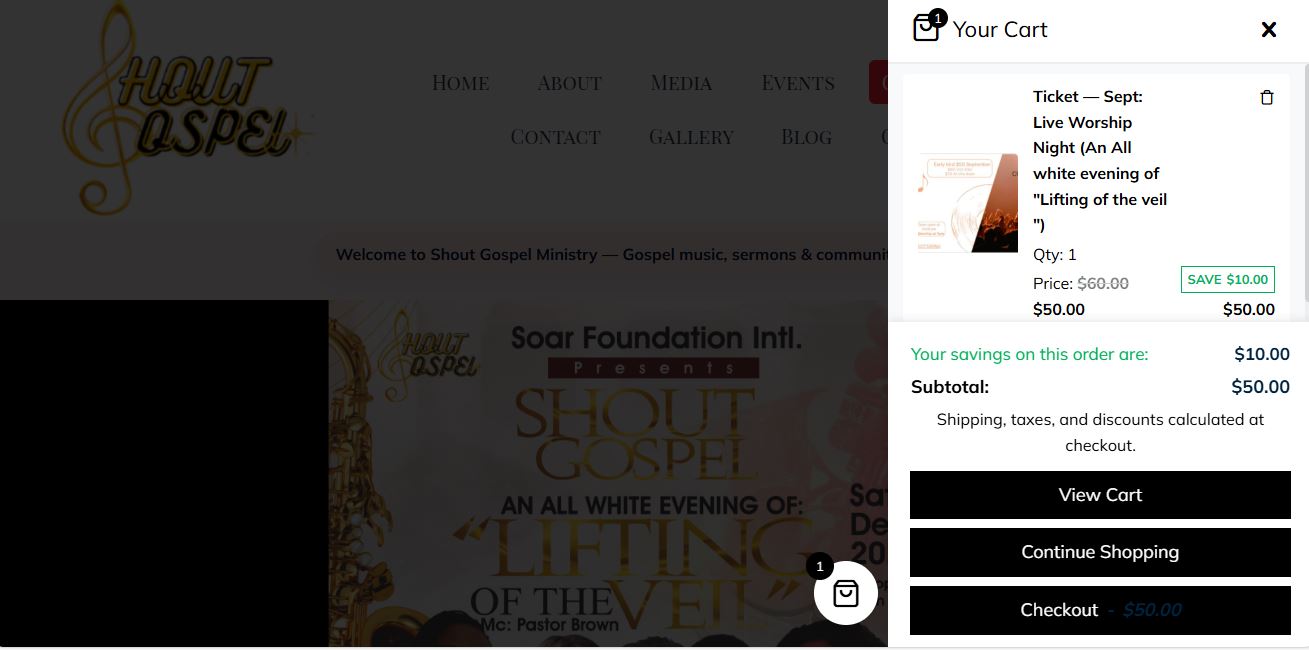 1
Your Cart
SHOUT
GOSPEL
HOME ABOUT MEDIA EVENTS
CONTACT GALLERY BLOG
Ticket — Sept:
Live Worship
Night (An All
white evening of
"Lifting of the veil
")
Qty: 1
Price: $60.00
SAVE $10.00
$50.00 $50.00
Welcome to Shout Gospel Ministry — Gospel music, sermons &
SHOUT
GOSPEL
Soar Foundation Intl.
Presents
SHOUT
GOSPEL
AN ALL WHITE EVENING OF:
"LIFTING
OF THE VEIL"
Mc: Pastor Brown
Your savings on this order are: $10.00
Subtotal: $50.00
Shipping, taxes, and discounts calculated at
checkout.
View Cart
Continue Shopping
1
Checkout - $50.00